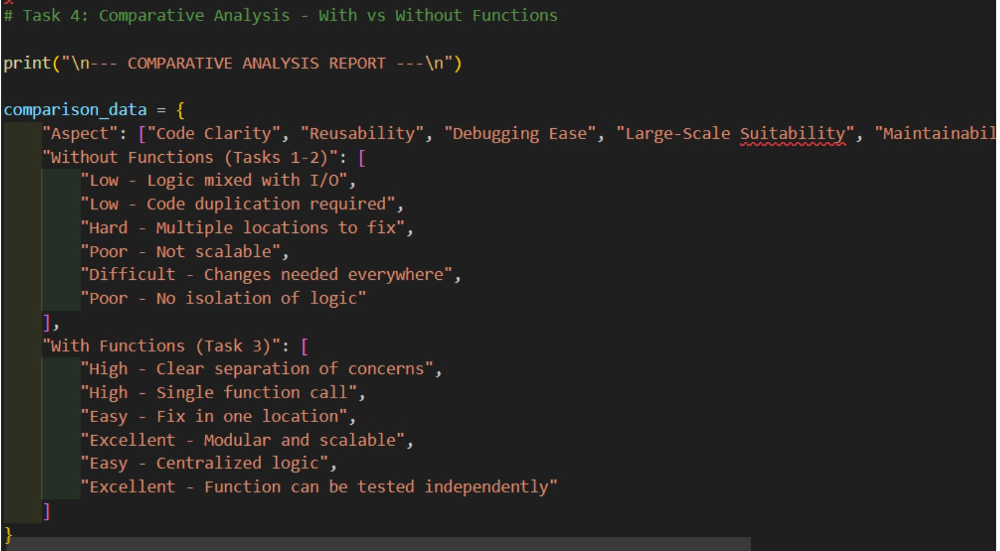 # Task 4: Comparative Analysis - With vs Without Functions
print("\n--- COMPARATIVE ANALYSIS REPORT ---\n")
comparison_data = {
"Aspect": ["Code Clarity", "Reusability", "Debugging Ease", "Large-Scale Suitability", "Maintainabil
"Without Functions (Tasks 1-2)": [
"Low - Logic mixed with I/O",
"Low - Code duplication required",
"Hard - Multiple locations to fix",
"Poor - Not scalable",
"Difficult - Changes needed everywhere",
"Poor - No isolation of logic"
],
"With Functions (Task 3)": [
"High - Clear separation of concerns",
"High - Single function call",
"Easy - Fix in one location",
"Excellent - Modular and scalable",
"Easy - Centralized logic",
"Excellent - Function can be tested independently"
]
}